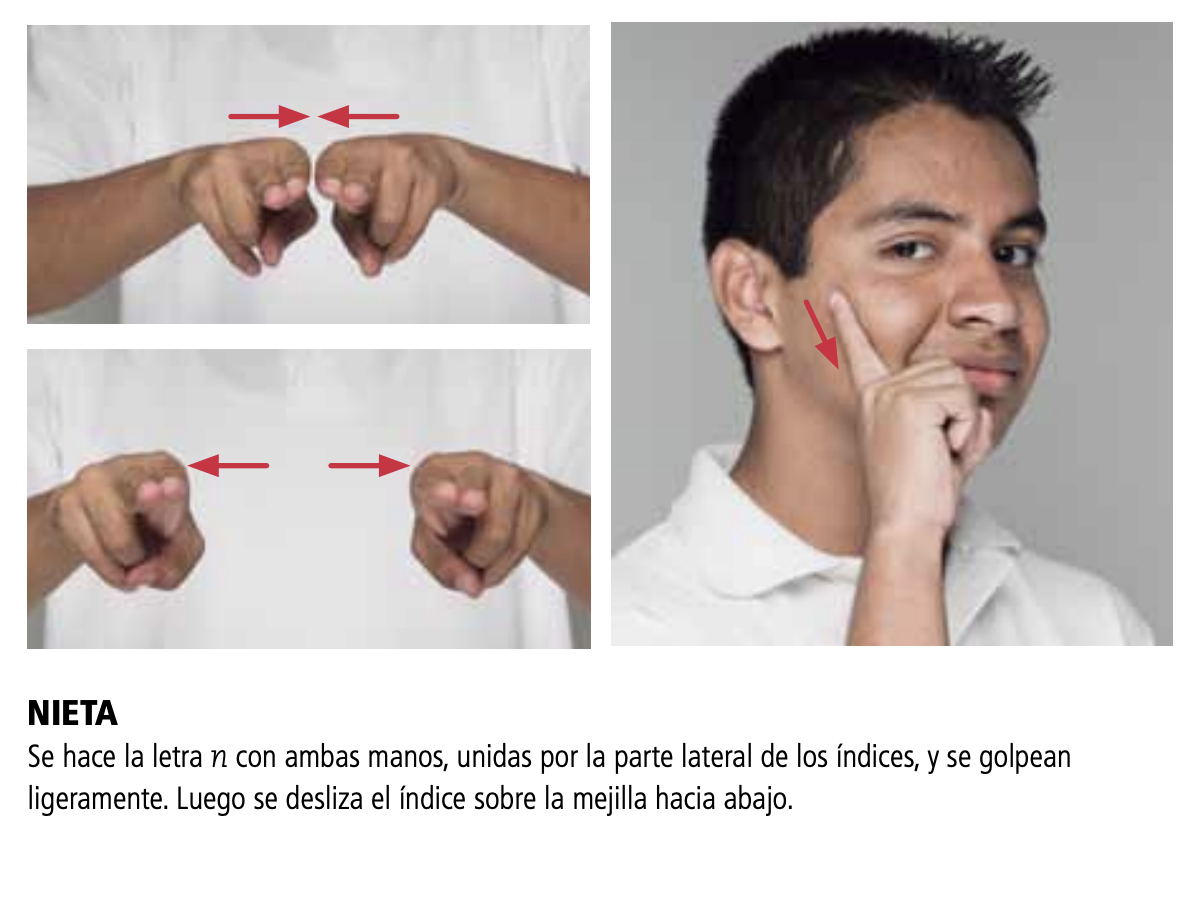 NIETA
Se hace la letra n con ambas manos, unidas por la parte lateral de los índices, y se golpean
ligeramente. Luego se desliza el índice sobre la mejilla hacia abajo.